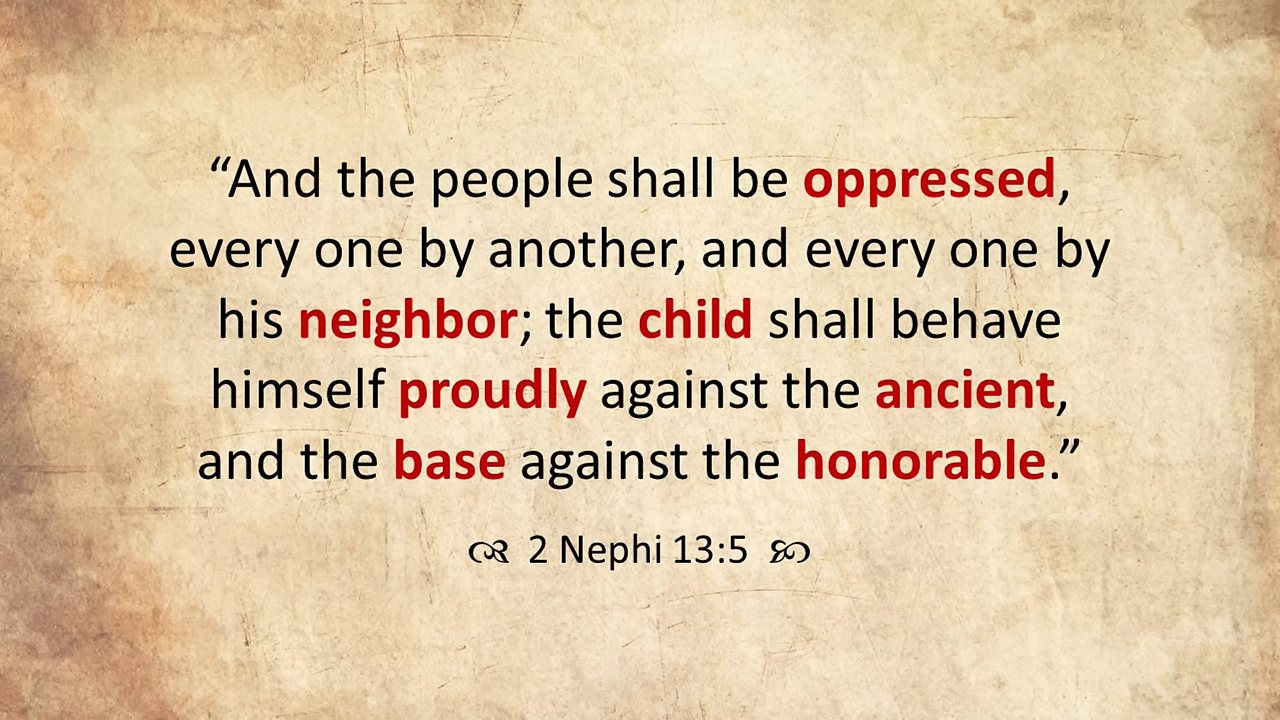 “And the people shall be oppressed,
every one by another, and every one by
his neighbor; the child shall behave
himself proudly against the ancient,
and the base against the honorable.”
2 Nephi 13:5